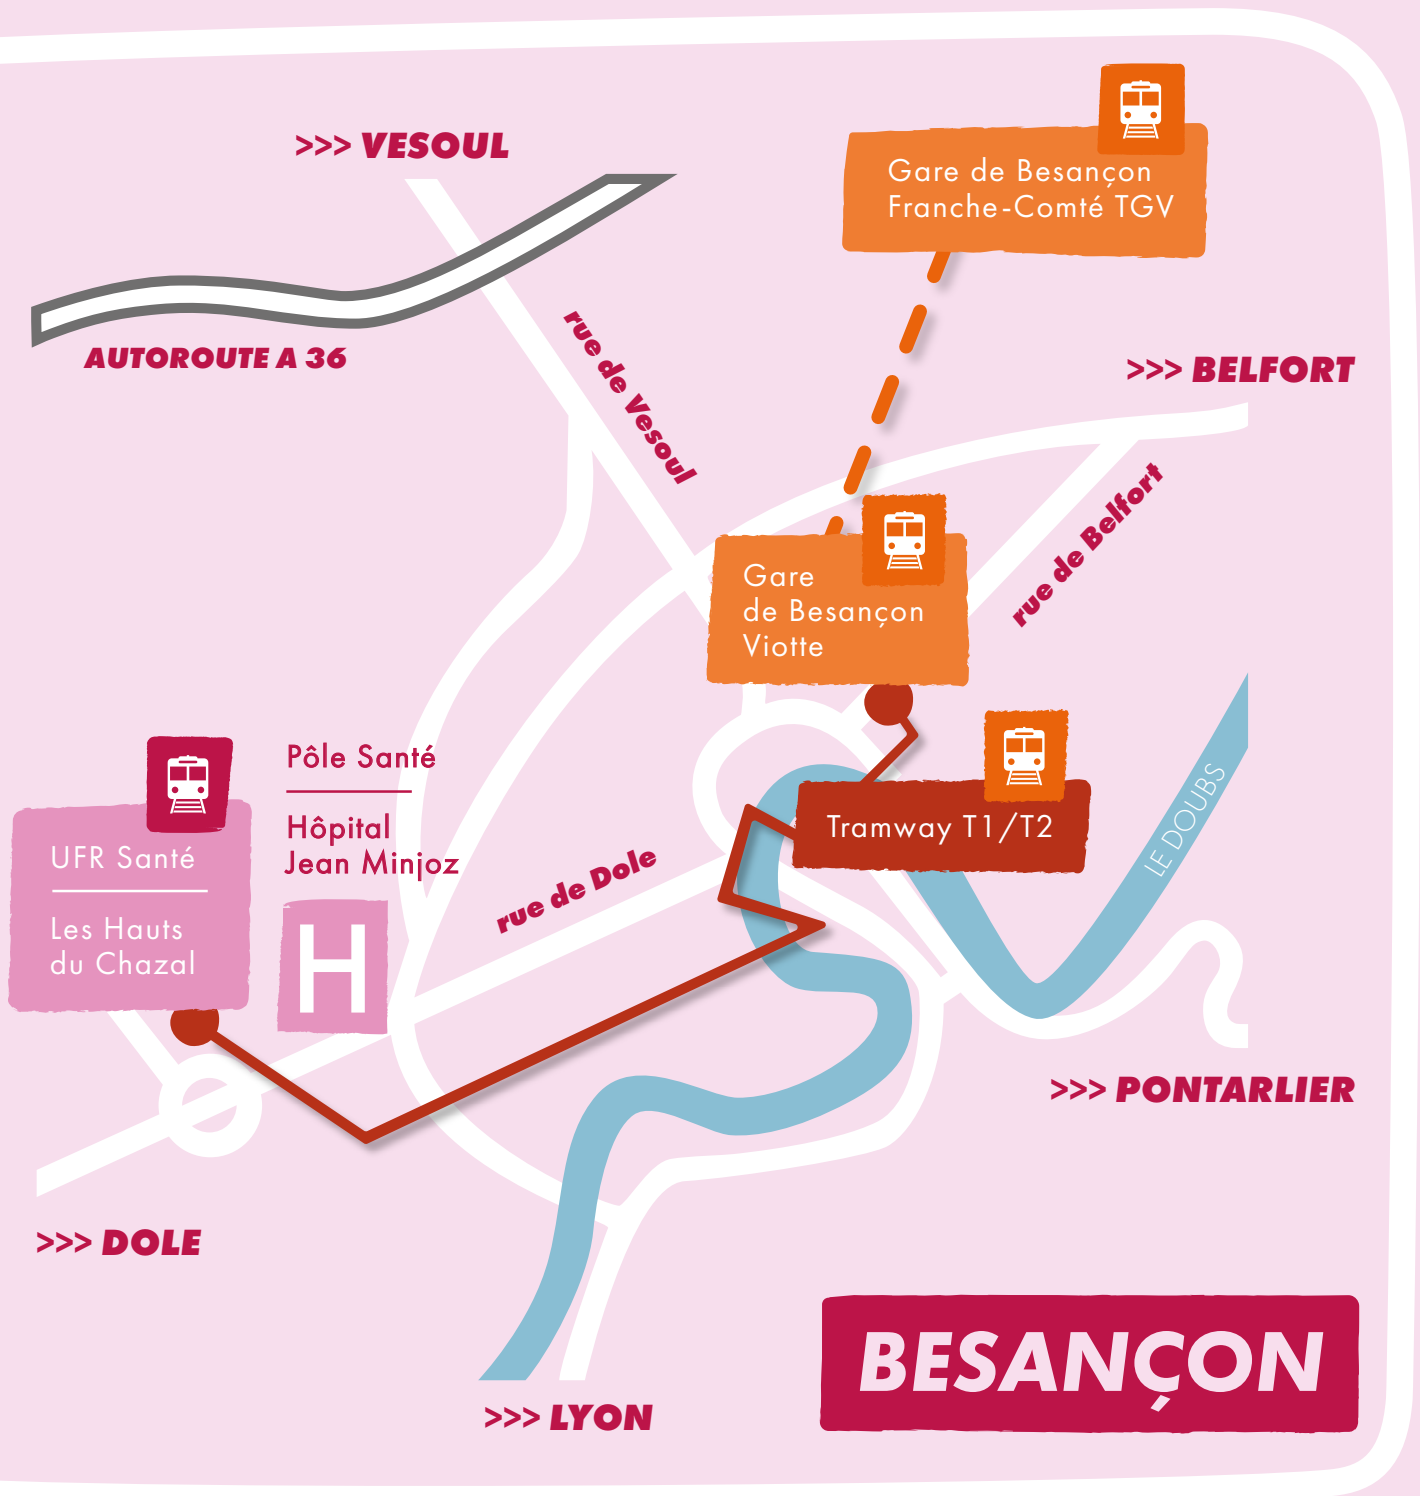 >>> VESOUL
Gare de Besançon
Franche-Comté TGV
AUTOROUTE A 36
rue de Vesoul
>>> BELFORT
rue de Belfort
Gare
de Besançon
Viotte
Pôle Santé
Hôpital
Jean Minjoz
H
UFR Santé
Les Hauts
du Chazal
rue de Dole
Tramway T1/T2
LE DOUBS
>>> PONTARLIER
>>> DOLE
>>> LYON
BESANÇON